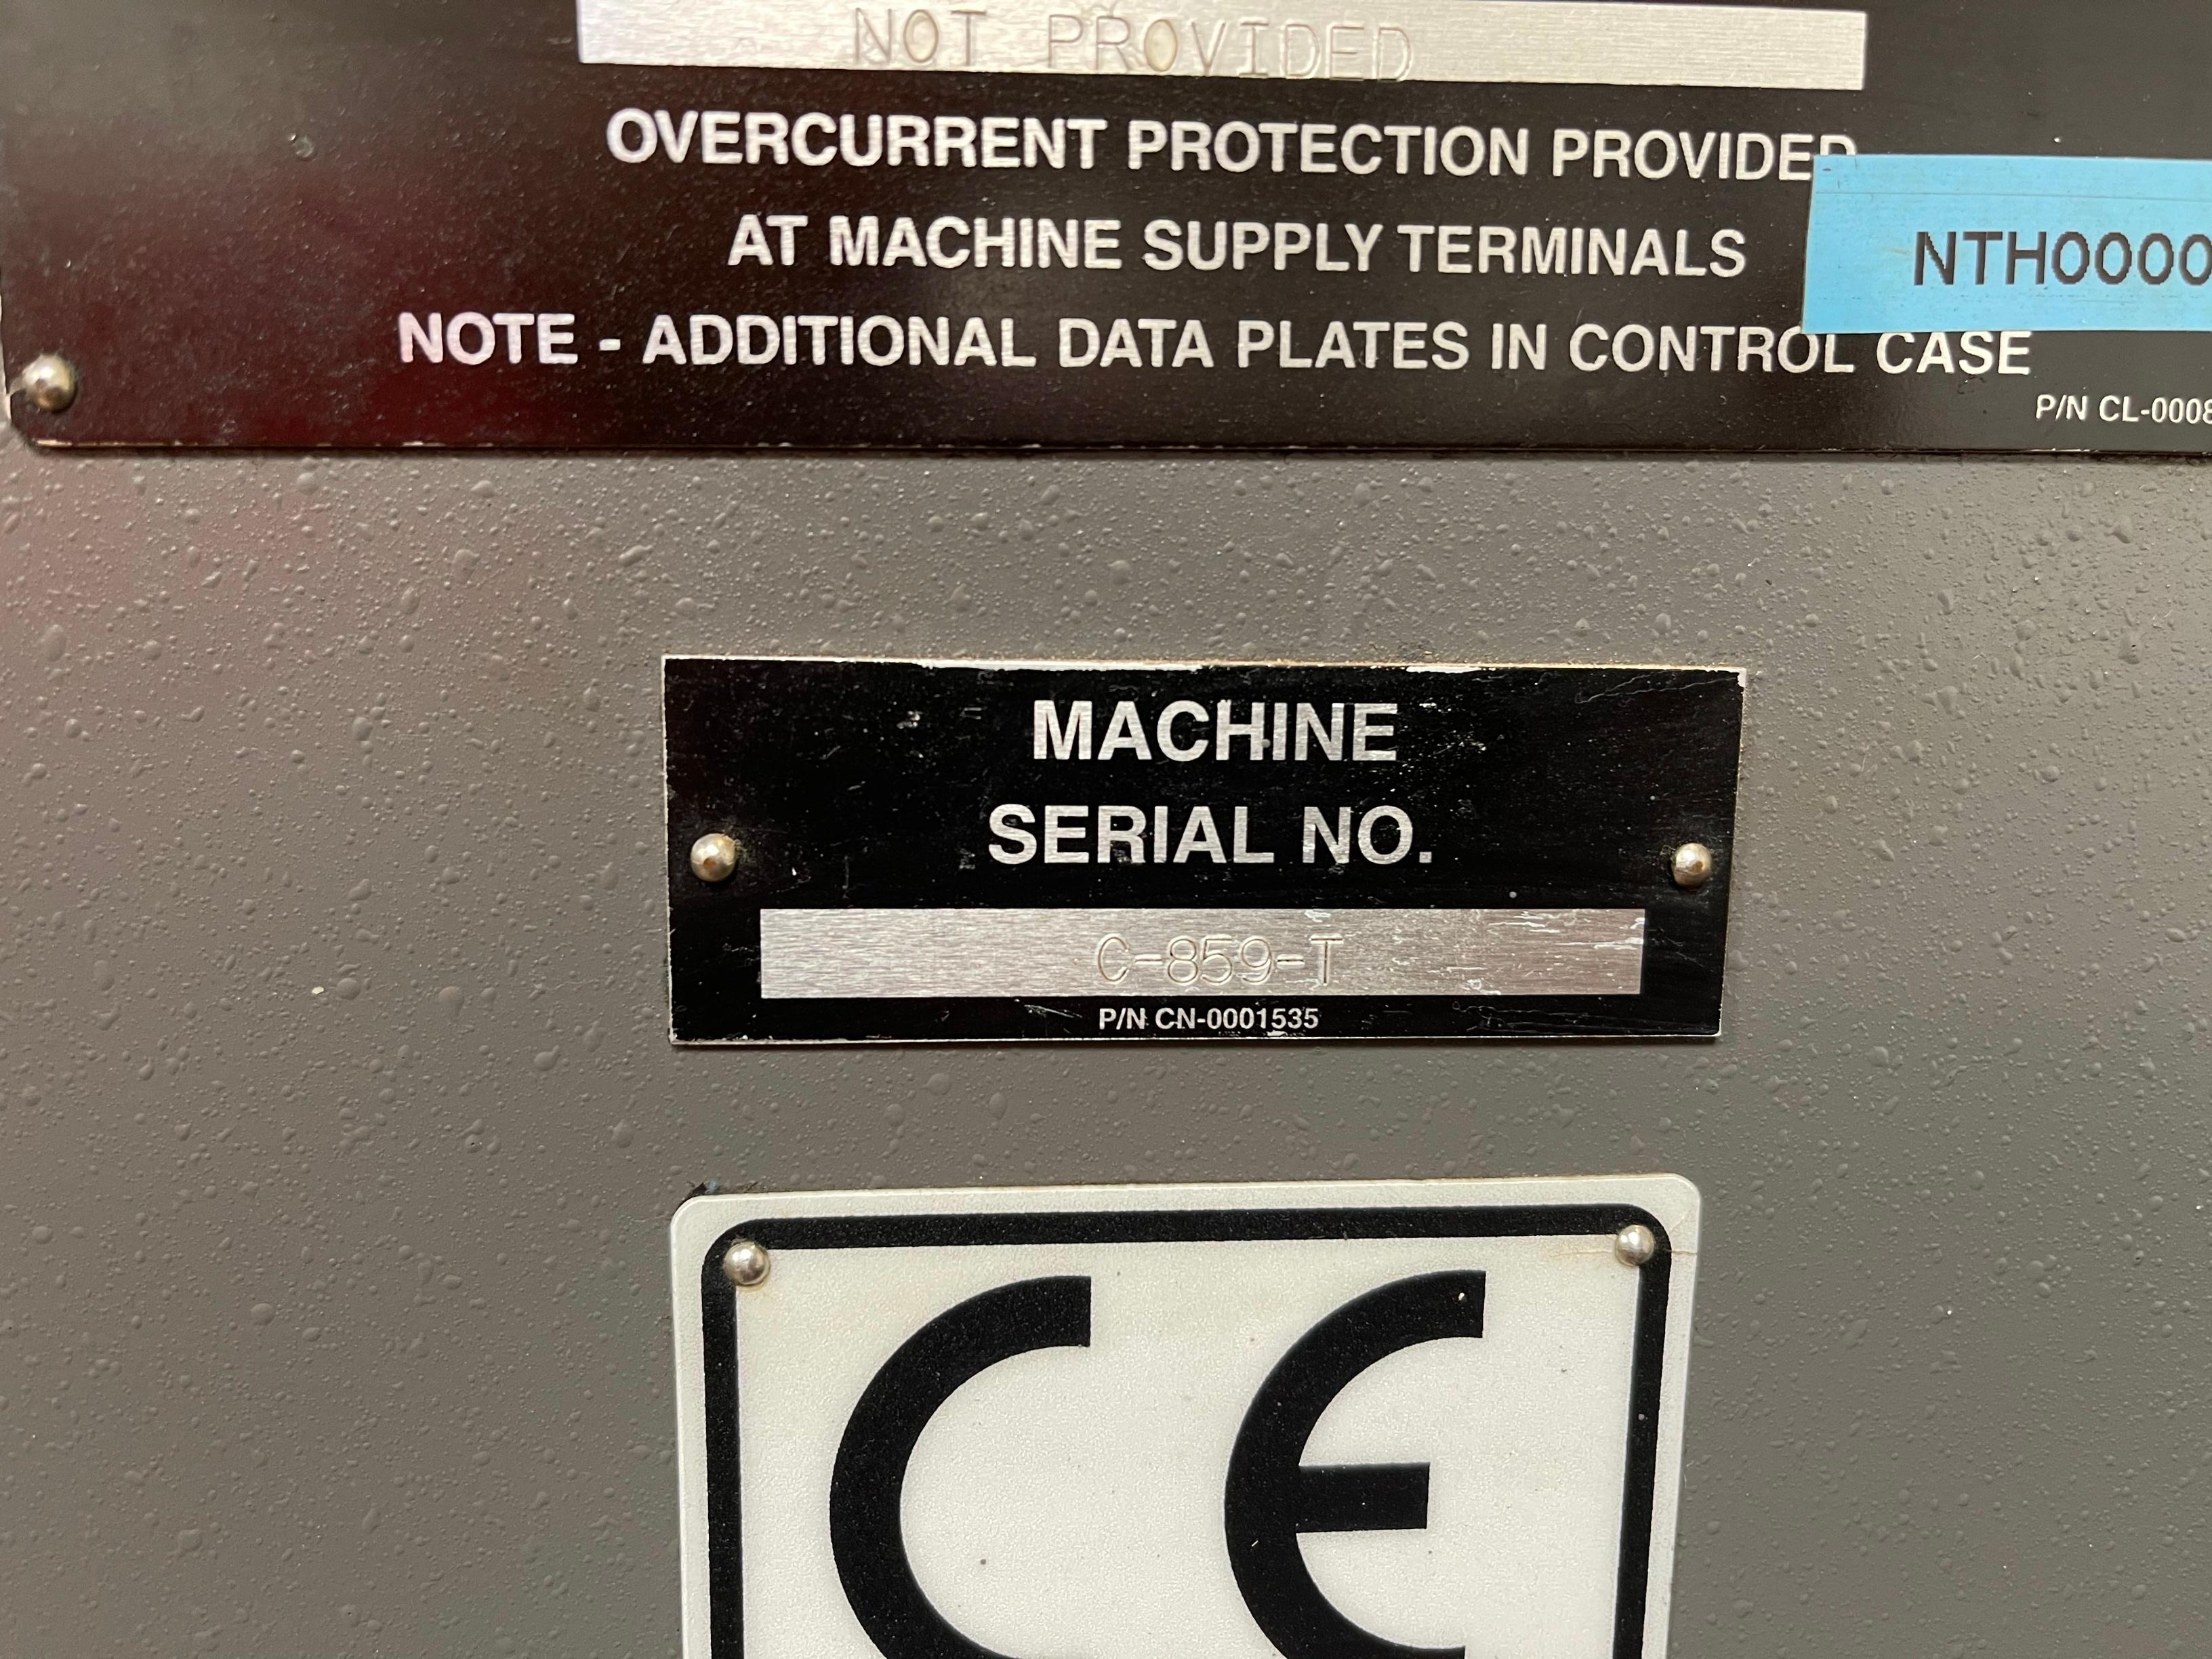 NOT PROVIDED
OVERCURRENT PROTECTION PROVIDED
AT MACHINE SUPPLY TERMINALS
NTH0000
NOTE - ADDITIONAL DATA PLATES IN CONTROL CASE
P/N CL-0008
MACHINE
SERIAL NO.
C-859-T
P/N CN-0001535
CE